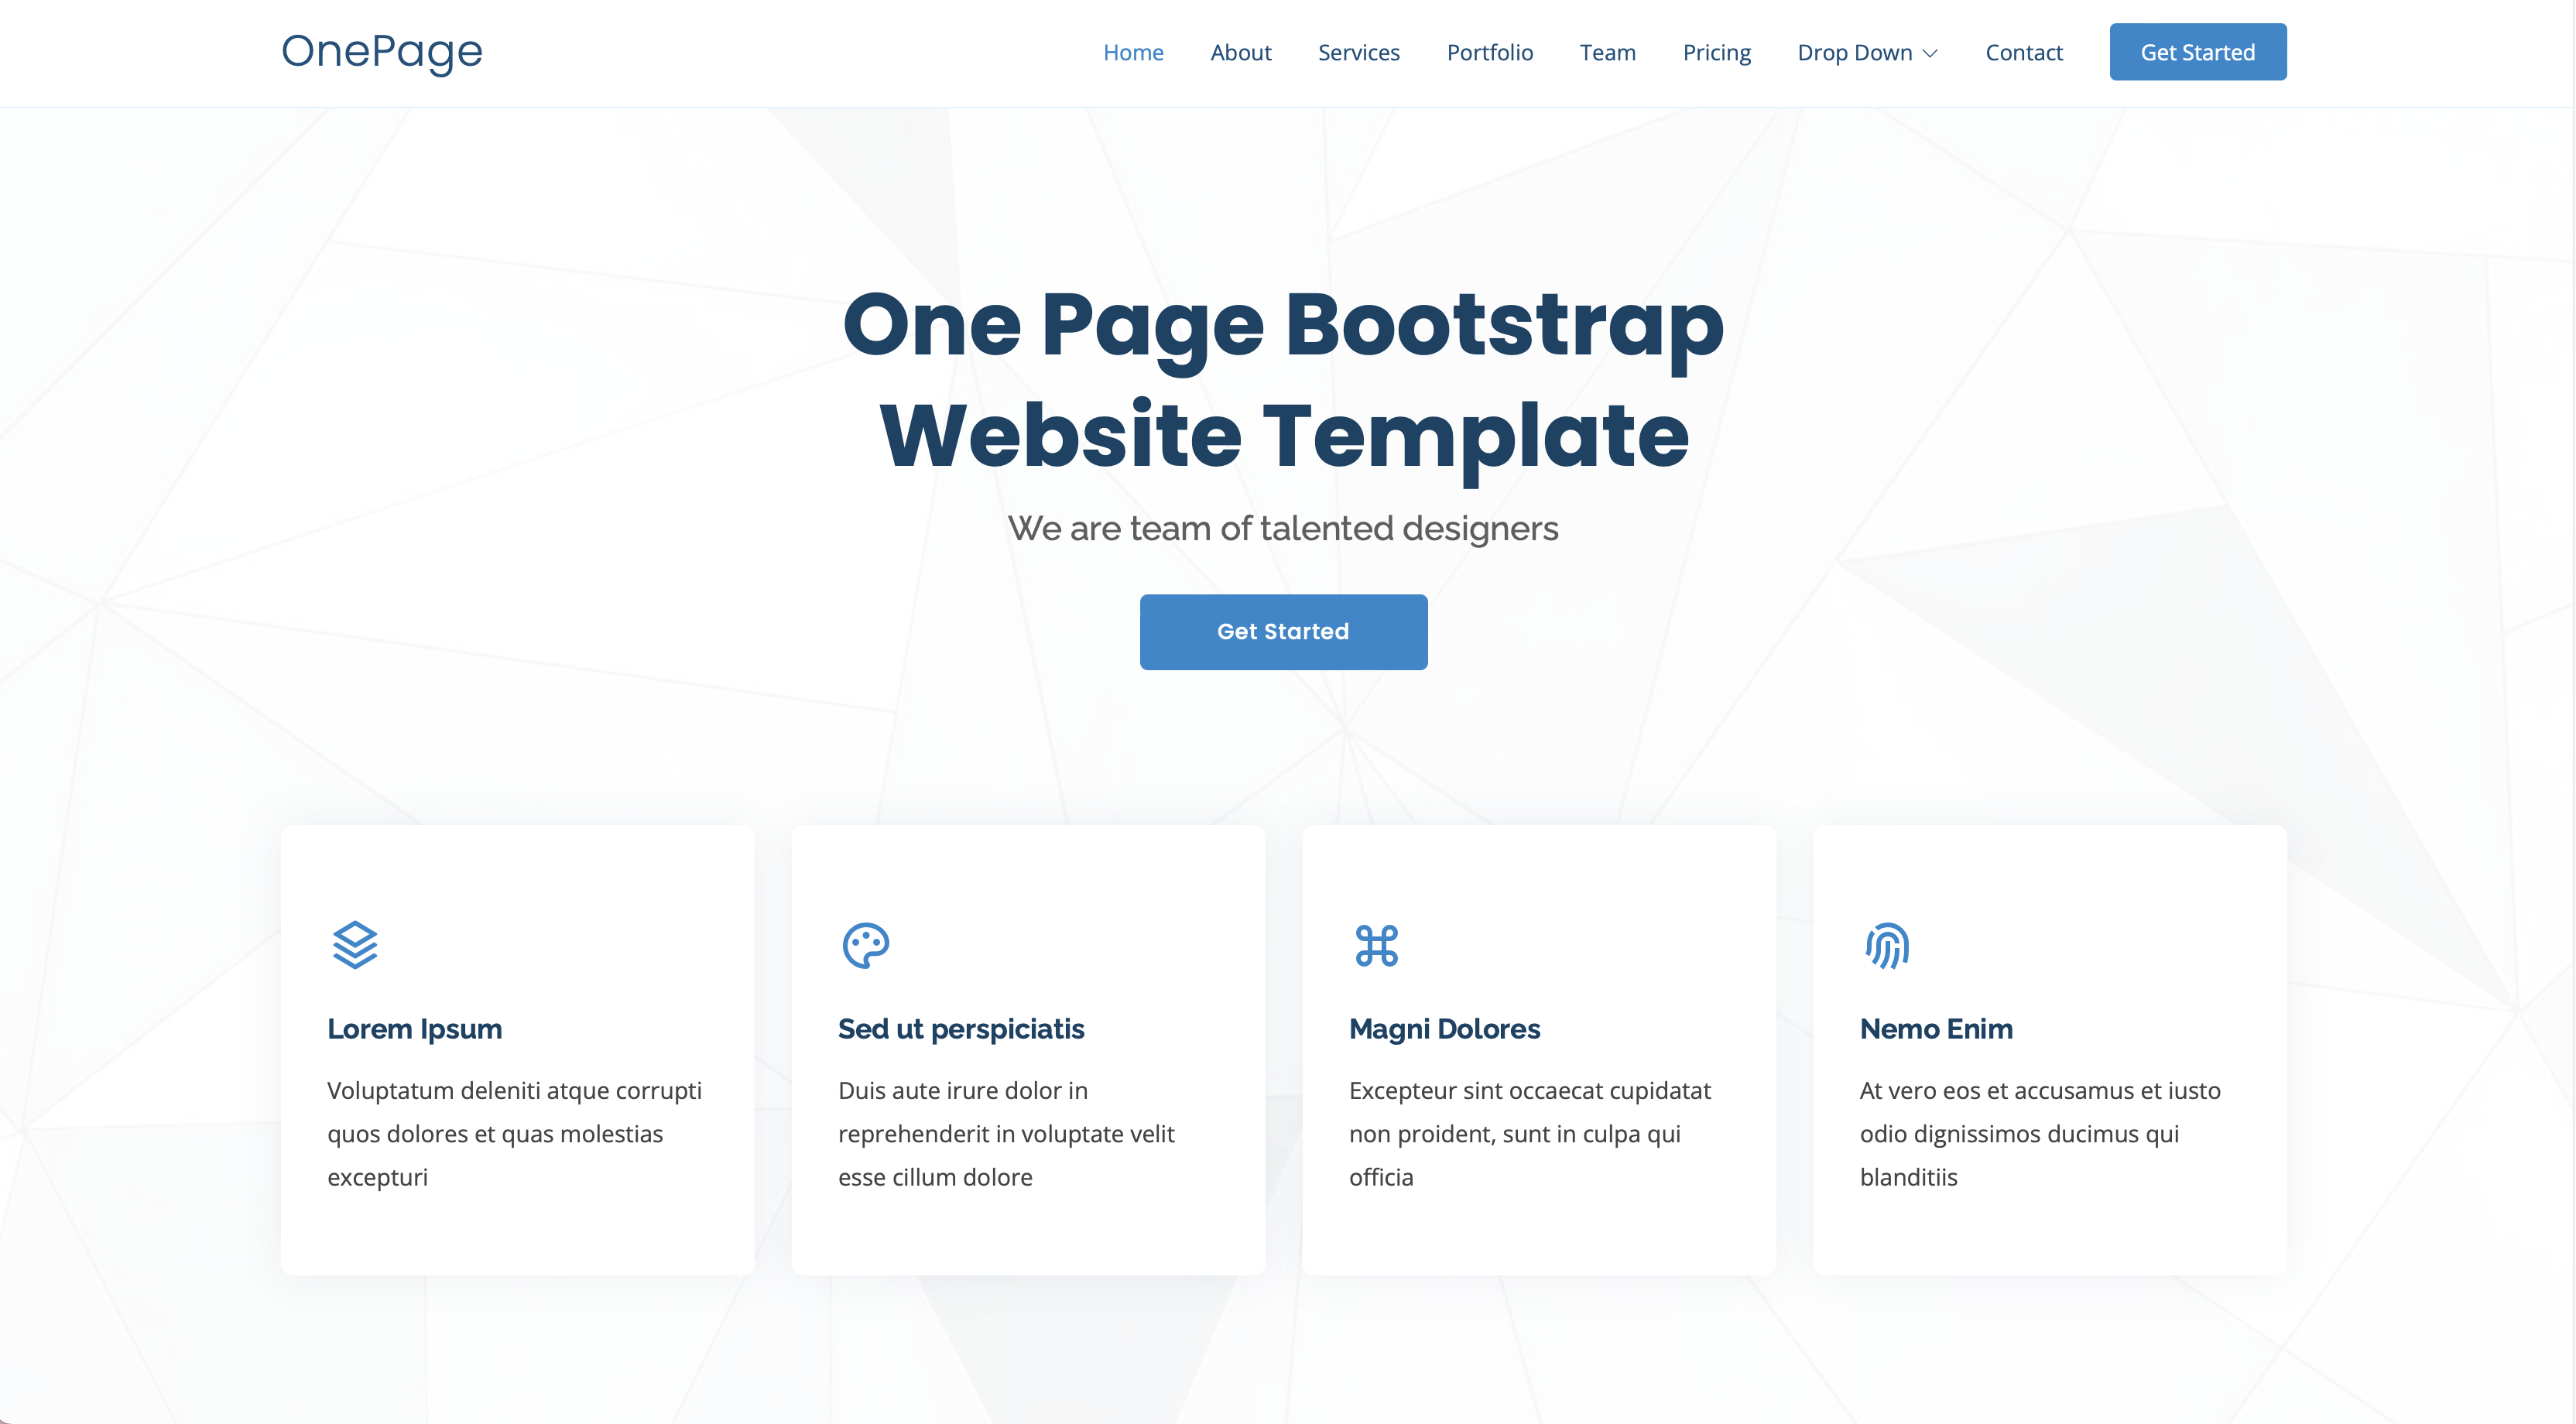 OnePage
Home About Services Portfolio Team Pricing Drop Down Contact Get Started
One Page Bootstrap
Website Template
We are team of talented designers
Get Started
Lorem Ipsum
Voluptatum deleniti atque corrupti
quos dolores et quas molestias
excepturi
Sed ut perspiciatis
Duis aute irure dolor in
reprehenderit in voluptate velit
esse cillum dolore
Magni Dolores
Excepteur sint occaecat cupidatat
non proident, sunt in culpa qui
officia
Nemo Enim
At vero eos et accusamus et iusto
odio dignissimos ducimus qui
blanditiis